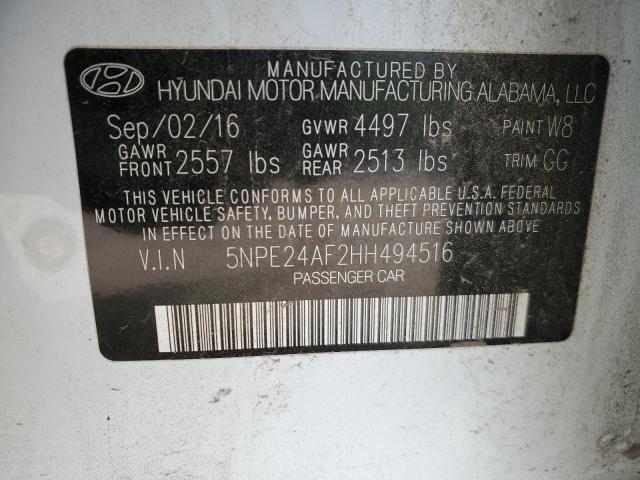 MANUFACTURED BY
HYUNDAI MOTOR MANUFACTURING ALABAMA, LLC
Sep/02/16 GVWR 4497 lbs PAINT W8
GAWR FRONT 2557 lbs GAWR REAR 2513 lbs TRIM GG
THIS VEHICLE CONFORMS TO ALL APPLICABLE U.S.A. FEDERAL
MOTOR VEHICLE SAFETY, BUMPER, AND THEFT PREVENTION STANDARDS
IN EFFECT ON THE DATE OF MANUFACTURE SHOWN ABOVE
V.I.N 5NPE24AF2HH494516
PASSENGER CAR